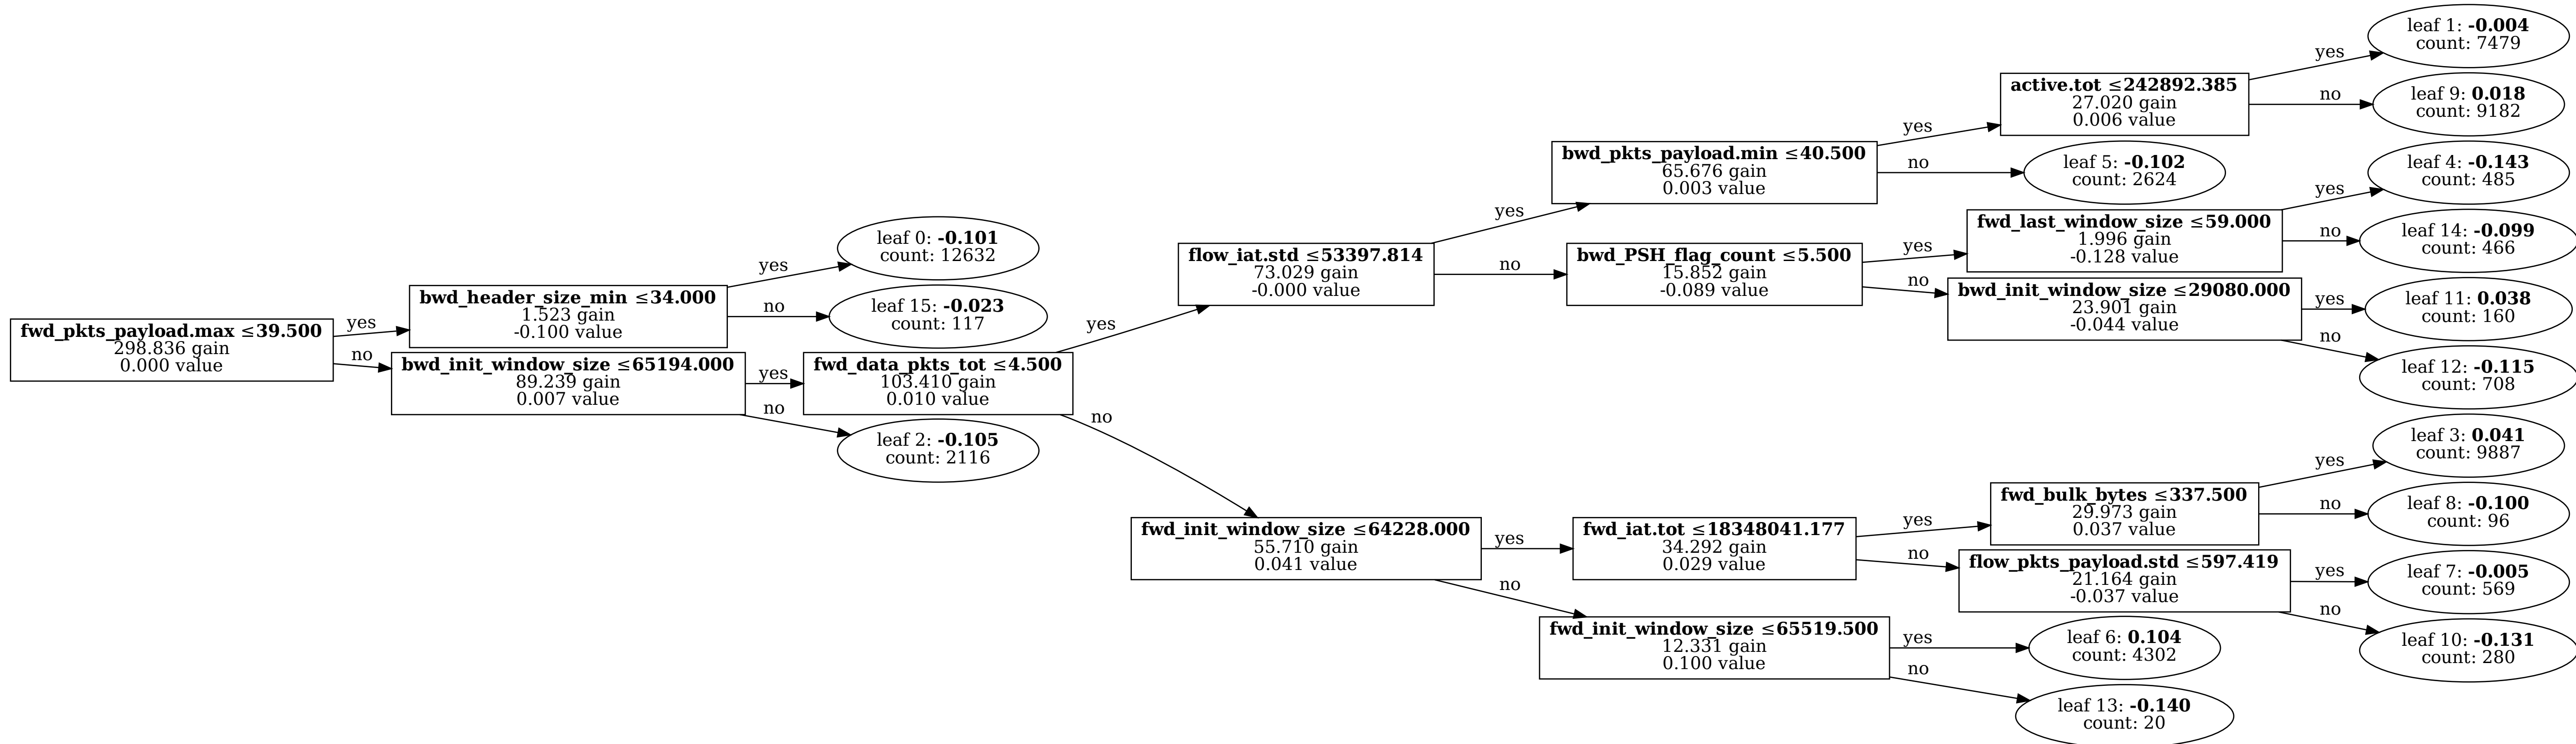 fwd_pkts_payload.max ≤39.500
298.836 gain
0.000 value
yes
no
bwd_header_size_min ≤34.000
1.523 gain
-0.100 value
yes
no
leaf 0: -0.101
count: 12632
leaf 15: -0.023
count: 117
bwd_init_window_size ≤65194.000
89.239 gain
0.007 value
yes
no
fwd_data_pkts_tot ≤4.500
103.410 gain
0.010 value
leaf 2: -0.105
count: 2116
yes
no
flow_iat.std ≤53397.814
73.029 gain
-0.000 value
yes
no
bwd_pkts_payload.min ≤40.500
65.676 gain
0.003 value
yes
no
active.tot ≤242892.385
27.020 gain
0.006 value
yes
no
leaf 1: -0.004
count: 7479
leaf 9: 0.018
count: 9182
leaf 5: -0.102
count: 2624
bwd_PSH_flag_count ≤5.500
15.852 gain
-0.089 value
yes
no
fwd_last_window_size ≤59.000
1.996 gain
-0.128 value
yes
no
leaf 4: -0.143
count: 485
leaf 14: -0.099
count: 466
bwd_init_window_size ≤29080.000
23.901 gain
-0.044 value
yes
no
leaf 11: 0.038
count: 160
leaf 12: -0.115
count: 708
fwd_init_window_size ≤64228.000
55.710 gain
0.041 value
yes
no
fwd_iat.tot ≤18348041.177
34.292 gain
0.029 value
yes
no
fwd_bulk_bytes ≤337.500
29.973 gain
0.037 value
yes
no
leaf 3: 0.041
count: 9887
leaf 8: -0.100
count: 96
flow_pkts_payload.std ≤597.419
21.164 gain
-0.037 value
yes
no
leaf 7: -0.005
count: 569
leaf 10: -0.131
count: 280
fwd_init_window_size ≤65519.500
12.331 gain
0.100 value
yes
no
leaf 6: 0.104
count: 4302
leaf 13: -0.140
count: 20